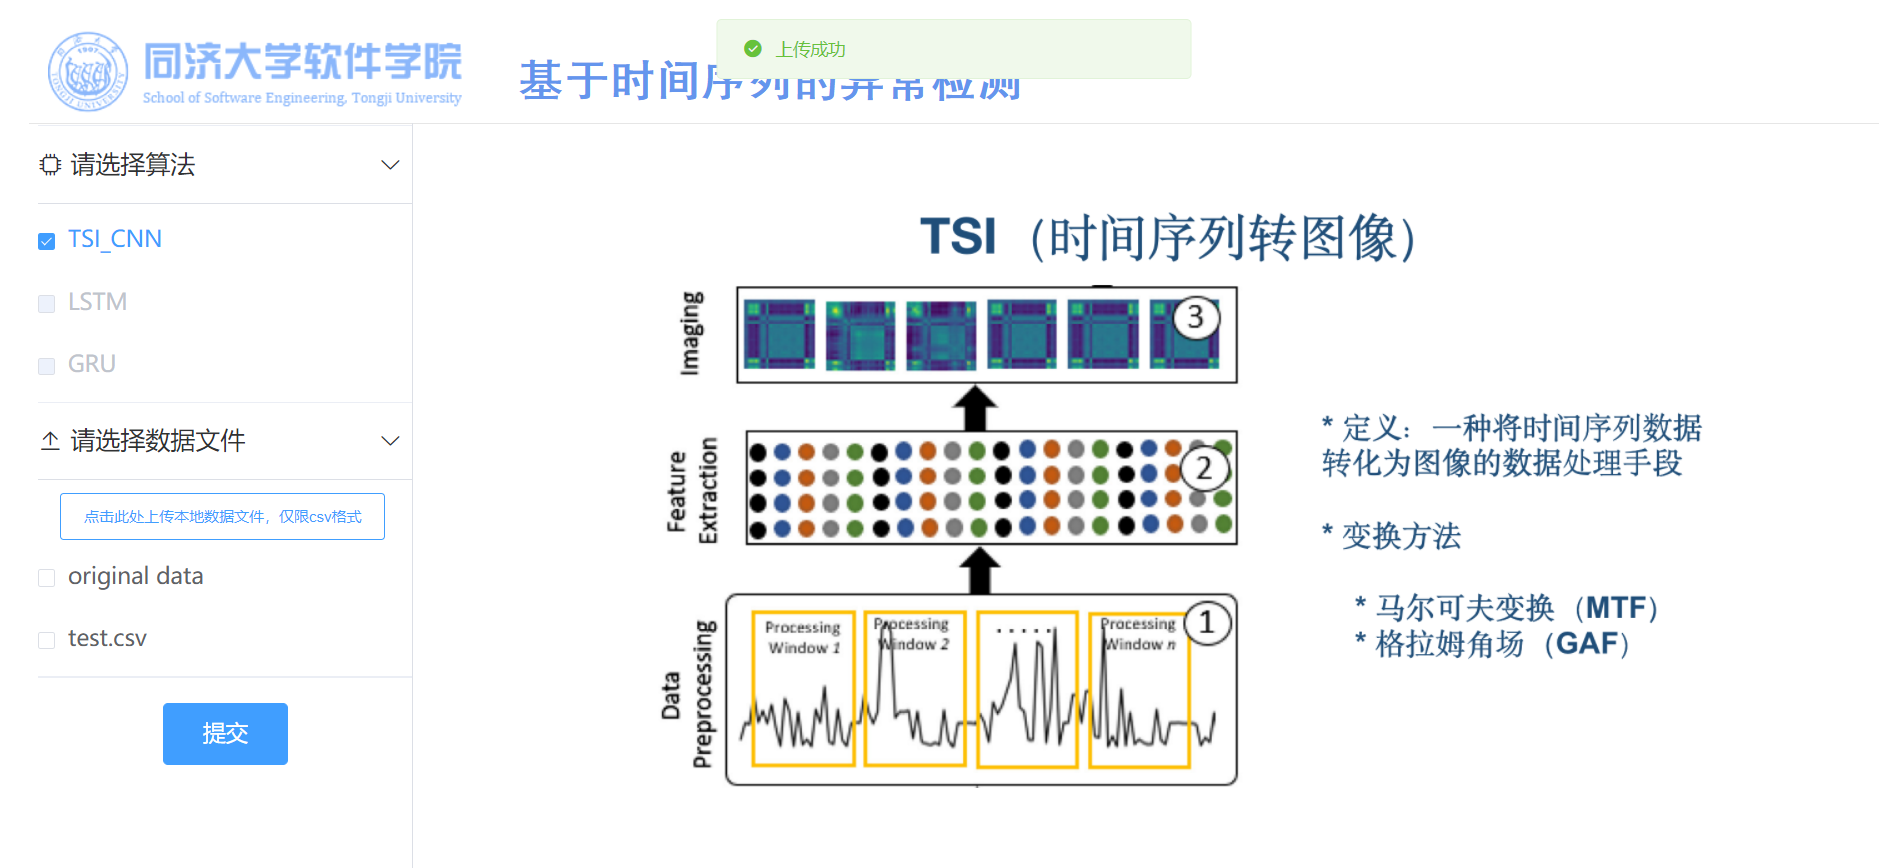 同济大学软件学院
School of Software Engineering, Tongji University
1907
TONGJI UNIVERSITY
上传成功
基于时间序列的异常检测
请选择算法
TSI_CNN
LSTM
GRU
请选择数据文件
点击此处上传本地数据文件，仅限csv格式
original data
test.csv
提交
TSI（时间序列转图像）
Imaging
3
Feature
Extraction
2
Data
Preprocessing
Processing
Window 1
Processing
Window 2
. . . . .
Processing
Window n
1
* 定义：一种将时间序列数据
转化为图像的数据处理手段
* 变换方法
* 马尔可夫变换（MTF）
* 格拉姆角场（GAF）